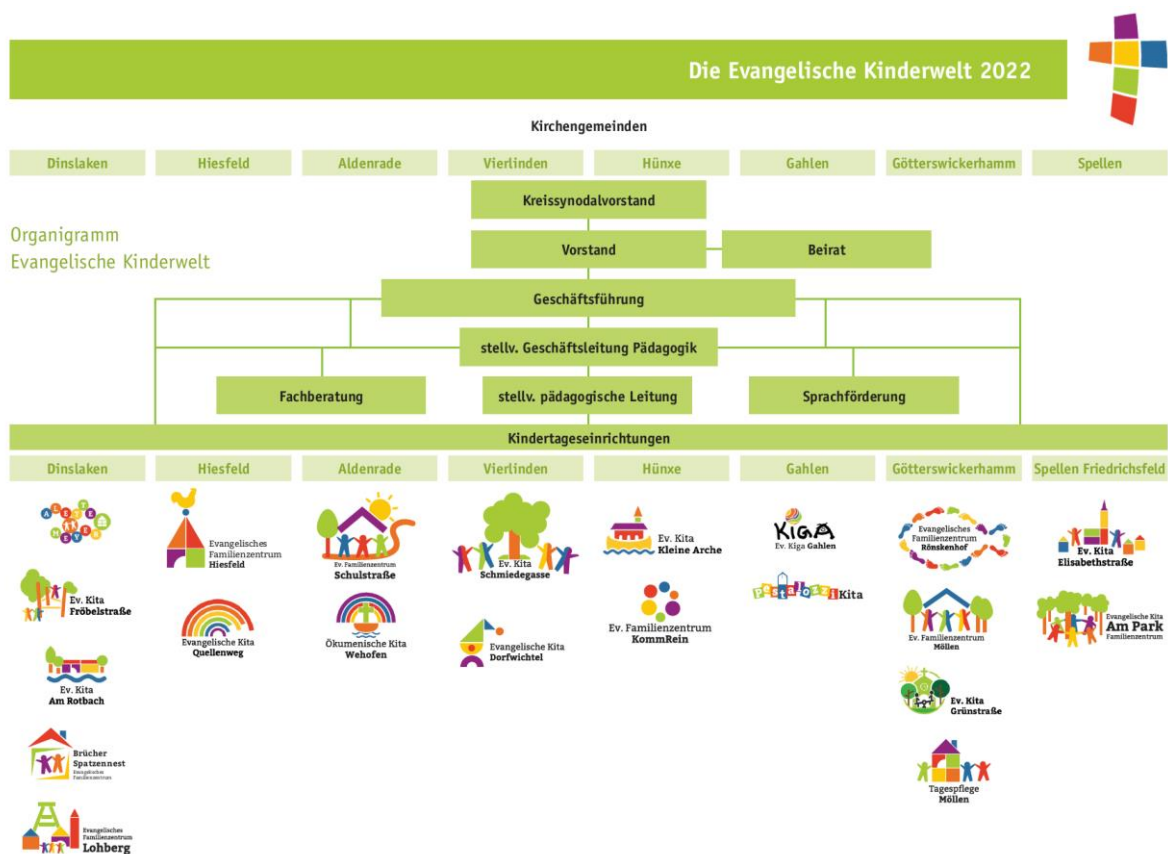 Die Evangelische Kinderwelt 2022
Kirchengemeinden
Dinslaken Hiesfeld Aldenrade Vierlinden Hünxe Gahlen Götterswickerhamm Spellen
Organigramm
Evangelische Kinderwelt
Kreissynodalvorstand
Vorstand Beirat
Geschäftsführung
stellv. Geschäftsleitung Pädagogik
Fachberatung stellv. pädagogische Leitung Sprachförderung
Kindertageseinrichtungen
Dinslaken Hiesfeld Aldenrade Vierlinden Hünxe Gahlen Götterswickerhamm Spellen Friedrichsfeld
ALETTE
MEYER
Ev. Kita
Fröbelstraße
Ev. Kita
Am Rotbach
Brücher
Spatzennest
Evangelisches
Familienzentrum
Evangelisches
Familienzentrum
Lohberg
Evangelisches
Familienzentrum
Hiesfeld
Evangelische Kita
Quellenweg
Ev. Familienzentrum
Schulstraße
Ökumenische Kita
Wehofen
Ev. Kita
Schmiedegasse
Evangelische Kita
Dorfwichtel
Ev. Kita
Kleine Arche
Ev. Familienzentrum
KommRein
KIGA
Ev. Kiga Gahlen
Pestalozzi Kita
Evangelisches
Familienzentrum
Rönskenhof
Ev. Familienzentrum
Möllen
Ev. Kita
Grünstraße
Tagespflege
Möllen
Ev. Kita
Elisabethstraße
Evangelische Kita
Am Park
Familienzentrum